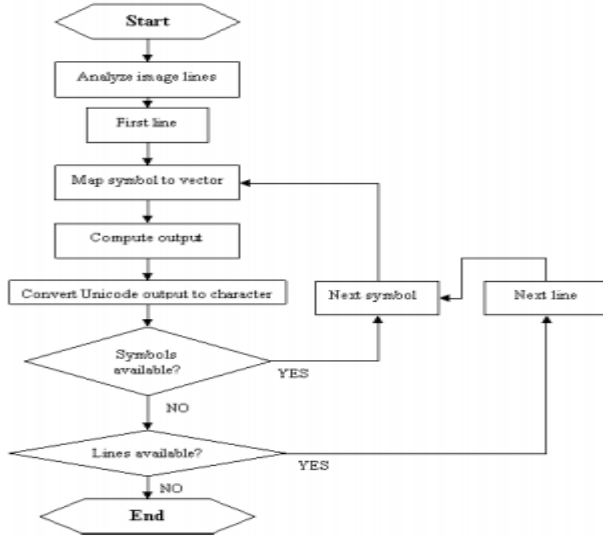 Start
Analyze image lines
First line
Map symbol to vector
Compute output
Convert Unicode output to character
Next symbol
Next line
Symbols
available?
YES
NO
Lines available?
YES
NO
End